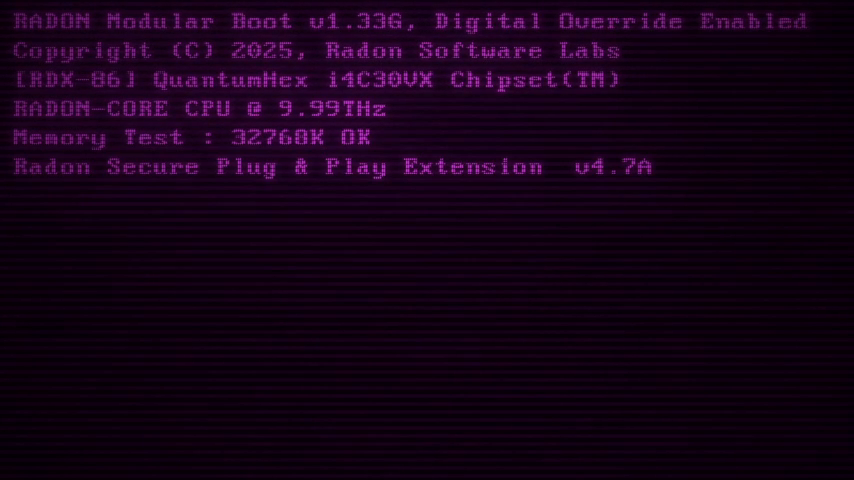 RADON Modular Boot v1.33G, Digital Override Enabled
Copyright (C) 2025, Radon Software Labs
[RDX-86] QuantumHex i4C30VX Chipset(TM)
RADON-CORE CPU @ 9.99THz
Memory Test : 32768K OK
Radon Secure Plug & Play Extension  v4.7A